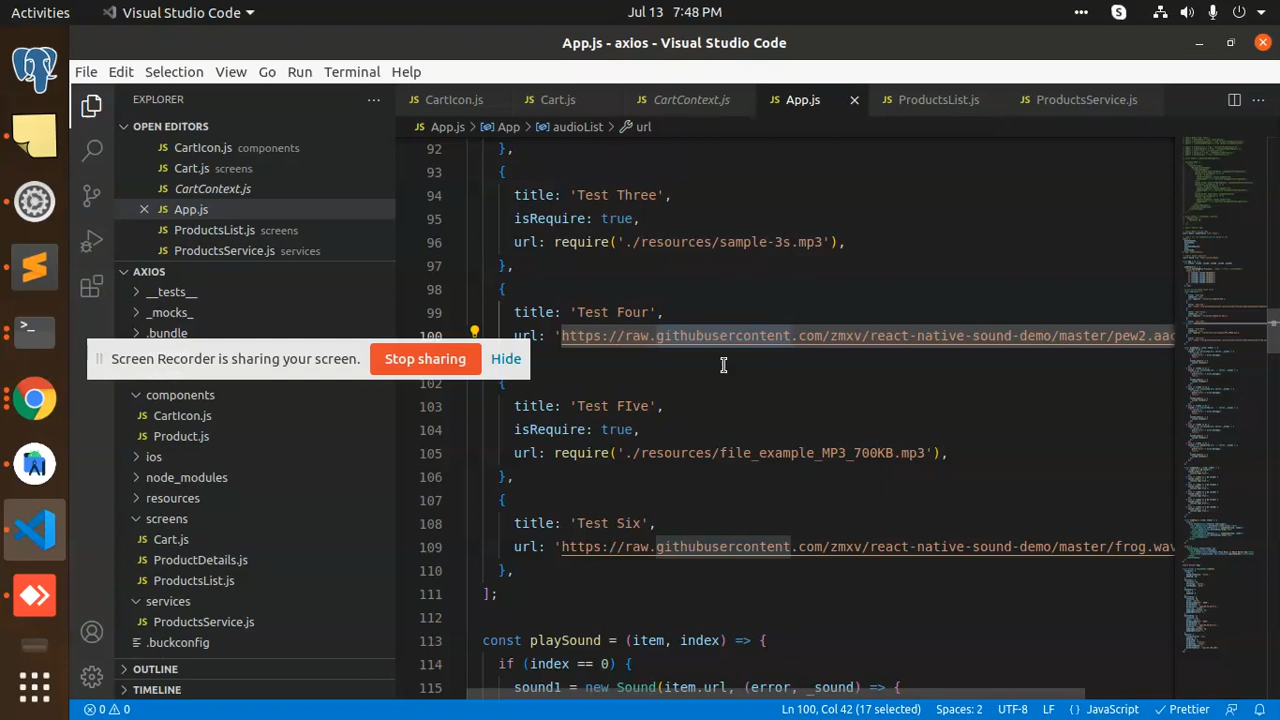 Activities Visual Studio Code Jul 13 7:48 PM
App.js - axios - Visual Studio Code
File Edit Selection View Go Run Terminal Help
EXPLORER
OPEN EDITORS
CartIcon.js components
Cart.js screens
CartContext.js
App.js
ProductsList.js screens
ProductsService.js services
AXIOS
__tests__
_mocks_
.bundle
Screen Recorder is sharing your screen. Stop sharing Hide
components
CartIcon.js
Product.js
ios
node_modules
resources
screens
Cart.js
ProductDetails.js
ProductsList.js
services
ProductsService.js
.buckconfig
OUTLINE
TIMELINE
CartIcon.js Cart.js CartContext.js App.js ProductsList.js ProductsService.js
App.js > App > audioList > url
92 },
93 {
94 title: 'Test Three',
95 isRequire: true,
96 url: require('./resources/sample-3s.mp3'),
97 },
98 {
99 title: 'Test Four',
100 url: 'https://raw.githubusercontent.com/zmxv/react-native-sound-demo/master/pew2.aac
102 {
103 title: 'Test FIve',
104 isRequire: true,
105 url: require('./resources/file_example_MP3_700KB.mp3'),
106 },
107 {
108 title: 'Test Six',
109 url: 'https://raw.githubusercontent.com/zmxv/react-native-sound-demo/master/frog.wav
110 },
111 ];
112
113 const playSound = (item, index) => {
114 if (index == 0) {
115 sound1 = new Sound(item.url, (error, _sound) => {
0 0 Ln 100, Col 42 (17 selected) Spaces: 2 UTF-8 LF {} JavaScript Prettier